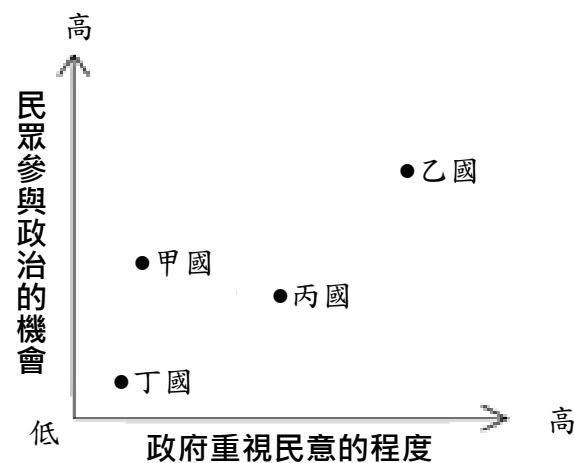 高
民眾參與政治的機會
●乙國
●甲國
●丙國
●丁國
低
高
政府重視民意的程度